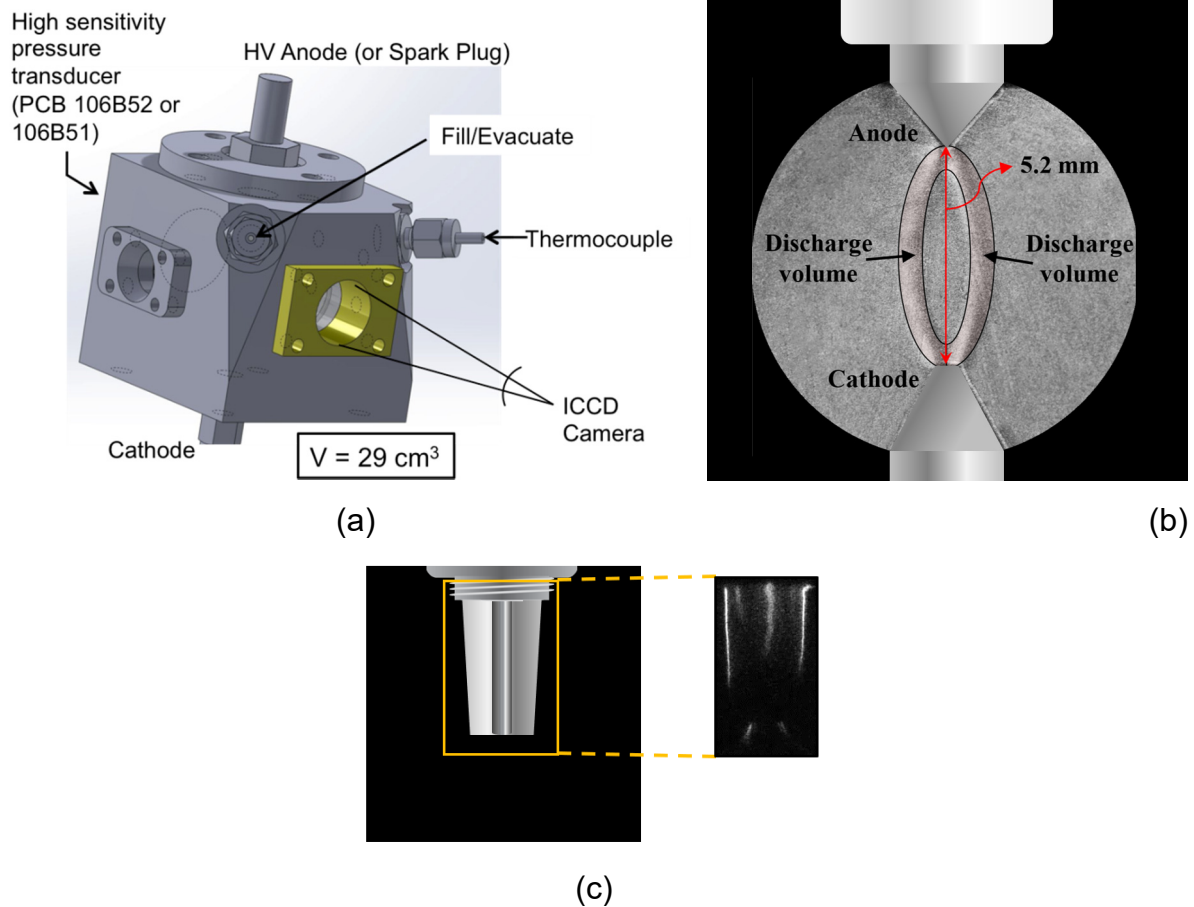 High sensitivity
pressure
transducer
(PCB 106B52 or
106B51)
HV Anode (or Spark Plug)
Fill/Evacuate
Thermocouple
ICCD
Camera
Cathode
V = 29 cm³
(a)
Anode
5.2 mm
Discharge
volume
Discharge
volume
Cathode
(b)
(c)